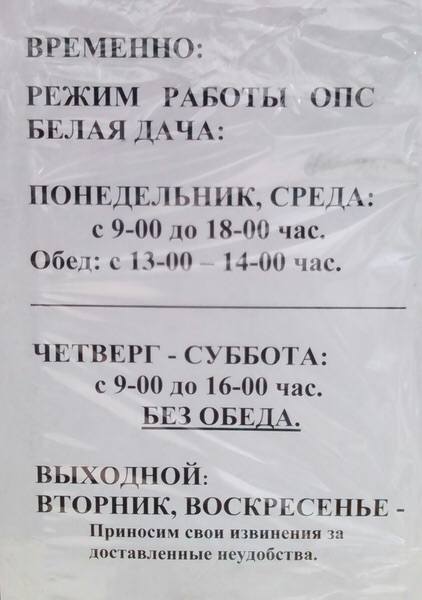 ВРЕМЕННО:
РЕЖИМ РАБОТЫ ОПС
БЕЛАЯ ДАЧА:
ПОНЕДЕЛЬНИК, СРЕДА:
с 9-00 до 18-00 час.
Обед: с 13-00 – 14-00 час.
ЧЕТВЕРГ - СУББОТА:
с 9-00 до 16-00 час.
БЕЗ ОБЕДА.
ВЫХОДНОЙ:
ВТОРНИК, ВОСКРЕСЕНЬЕ -
Приносим свои извинения за
доставленные неудобства.